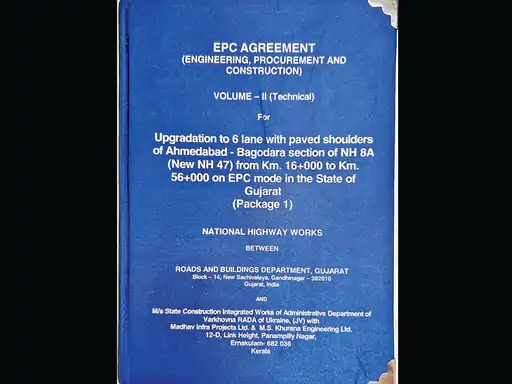 EPC AGREEMENT
(ENGINEERING, PROCUREMENT AND
CONSTRUCTION)
VOLUME – II (Technical)
For
Upgradation to 6 lane with paved shoulders
of Ahmedabad - Bagodara section of NH 8A
(New NH 47) from Km. 16+000 to Km.
56+000 on EPC mode in the State of
Gujarat
(Package 1)
NATIONAL HIGHWAY WORKS
BETWEEN
ROADS AND BUILDINGS DEPARTMENT, GUJARAT
Block – 14, New Sachivalaya, Gandhinagar – 382010
Gujarat, India
AND
M/s State Construction Integrated Works of Administrative Department of
Varkhovna RADA of Ukraine, (JV) with
Madhav Infra Projects Ltd. & M.S. Khurana Engineering Ltd.
12-D, Link Height, Panampilly Nagar,
Ernakulam- 682 036
Kerala